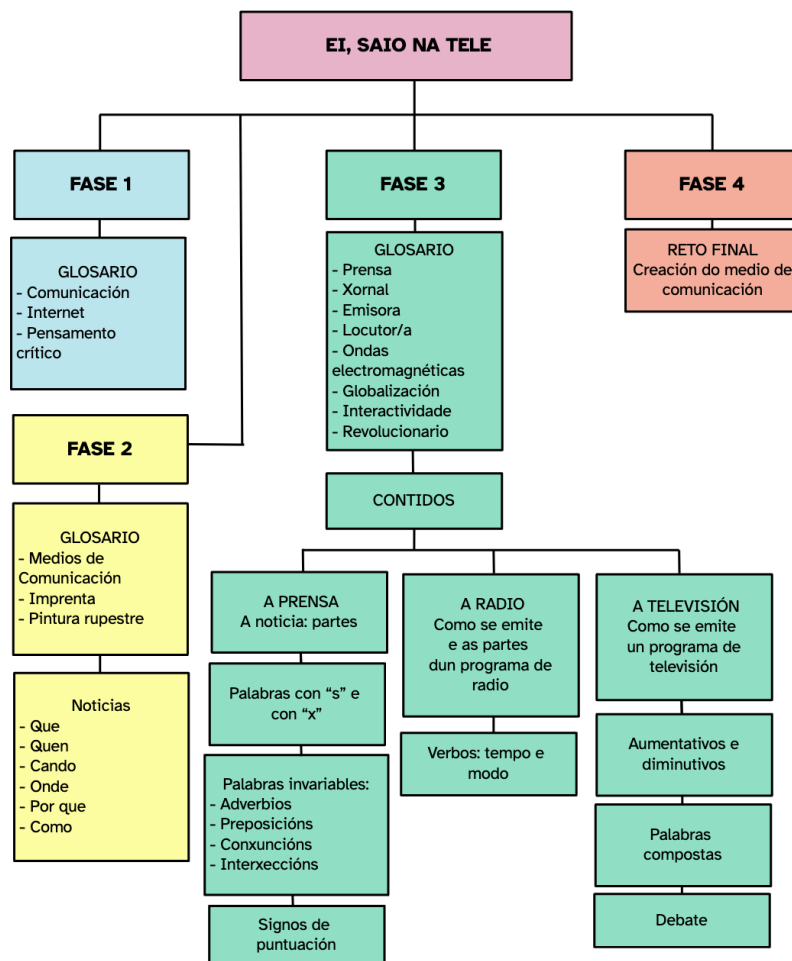 EI, SAIO NA TELE
FASE 1
GLOSARIO
- Comunicación
- Internet
- Pensamento
crítico
FASE 2
GLOSARIO
- Medios de
Comunicación
- Imprenta
- Pintura rupestre
Noticias
- Que
- Quen
- Cando
- Onde
- Por que
- Como
FASE 3
GLOSARIO
- Prensa
- Xornal
- Emisora
- Locutor/a
- Ondas
electromagnéticas
- Globalización
- Interactividade
- Revolucionario
CONTIDOS
A PRENSA
A noticia: partes
Palabras con “s” e
con “x”
Palabras invariables:
- Adverbios
- Preposicións
- Conxuncións
- Interxeccións
Signos de
puntuación
A RADIO
Como se emite
e as partes
dun programa de
radio
Verbos: tempo e
modo
A TELEVISIÓN
Como se emite
un programa de
televisión
Aumentativos e
diminutivos
Palabras
compostas
Debate
FASE 4
RETO FINAL
Creación do medio de
comunicación